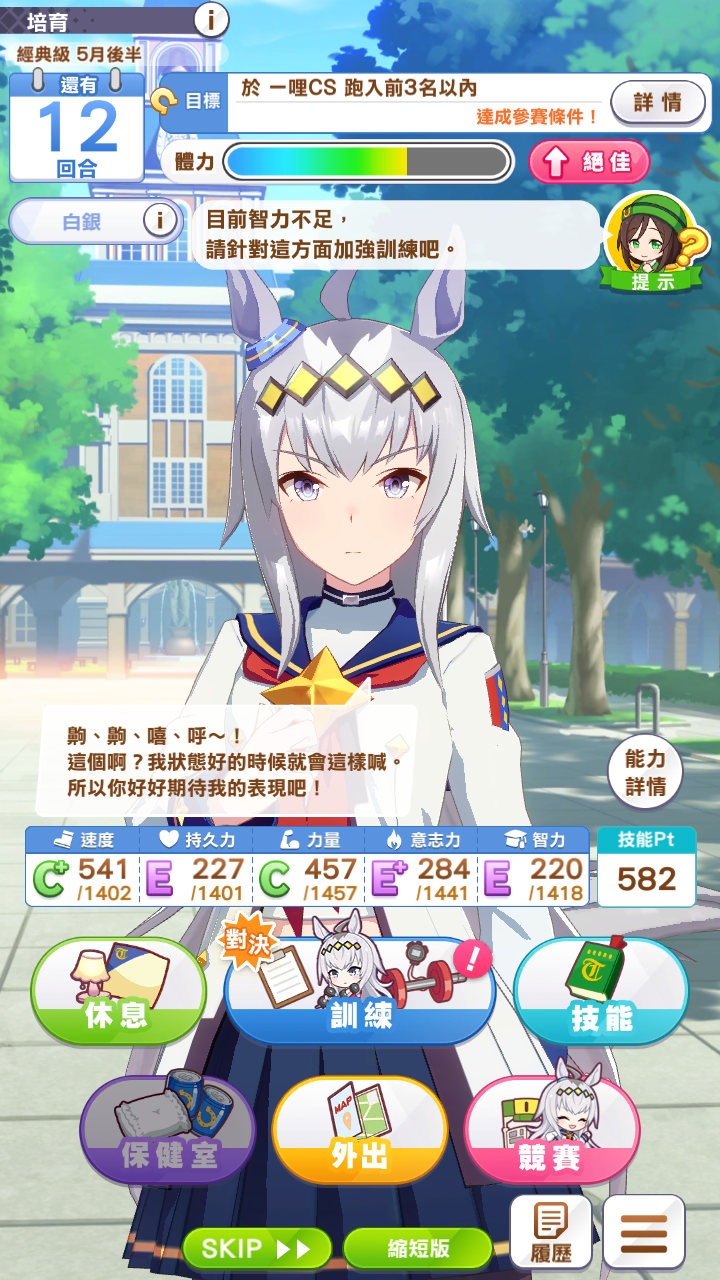 培育
i
經典級 5月後半
還有
12
回合
目標
於 一哩CS 跑入前3名以內
達成參賽條件！
詳情
體力
絕佳
白銀
i
目前智力不足，
請針對這方面加強訓練吧。
提示
齁、齁、嘻、呼～！
這個啊？我狀態好的時候就會這樣喊。
所以你好好期待我的表現吧！
能力
詳情
速度 持久力 力量 意志力 智力 技能Pt
C+ 541 E 227 C 457 E+ 284 E 220 582
/1402 /1401 /1457 /1441 /1418
對決
休息
訓練
技能
MAP
保健室
外出
競賽
SKIP
縮短版
履歷